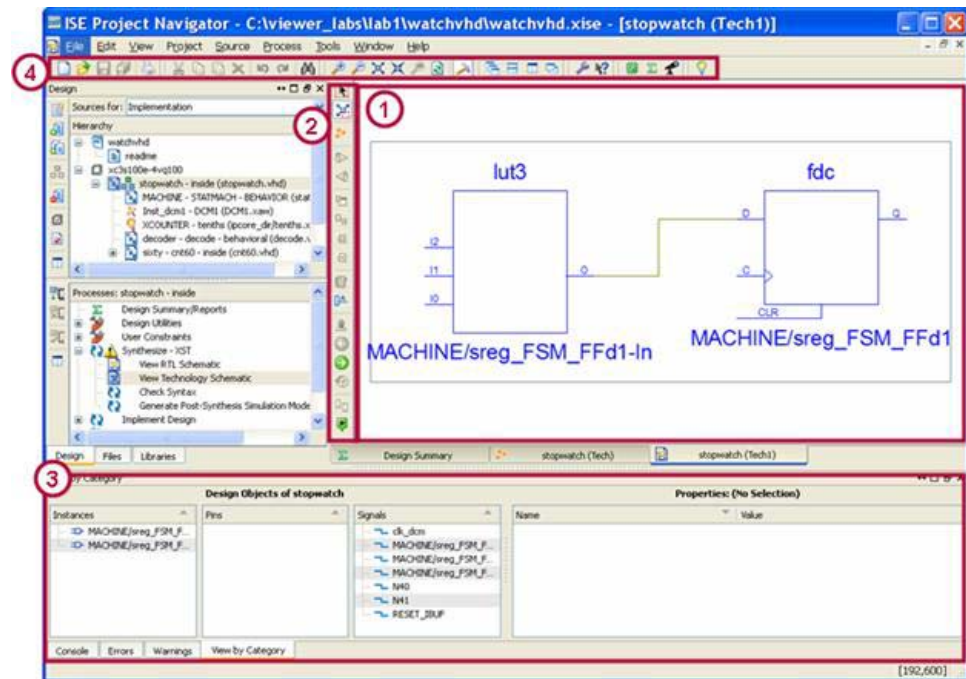 ISE Project Navigator - C:\viewer_labs\lab1\watchvhd\watchvhd.xise - [stopwatch (Tech1)]
File Edit View Project Source Process Tools Window Help
4
Design
Sources for: Implementation
Hierarchy
watchvhd
readme
xc3s100e-4vq100
stopwatch - inside (stopwatch.vhd)
MACHINE - STATMACH - BEHAVIOR (stat
Inst_dcm1 - DCM1 (DCM1.xaw)
XCOUNTER - tenths (ipcore_dir/tenths.x
decoder - decode - behavioral (decode.v
sixty - cnt60 - inside (cnt60.vhd)
Processes: stopwatch - inside
Design Summary/Reports
Design Utilities
User Constraints
Synthesize - XST
View RTL Schematic
View Technology Schematic
Check Syntax
Generate Post-Synthesis Simulation Mode
Implement Design
Design Files Libraries
2
1
lut3
I2
I1
I0
O
MACHINE/sreg_FSM_FFd1-In
fdc
D
C
CLR
Q
MACHINE/sreg_FSM_FFd1
Design Summary stopwatch (Tech) stopwatch (Tech1)
3
by Category
Design Objects of stopwatch
Properties: (No Selection)
Instances
MACHINE/sreg_FSM_F...
MACHINE/sreg_FSM_F...
Pins
Signals
clk_dcm
MACHINE/sreg_FSM_F...
MACHINE/sreg_FSM_F...
MACHINE/sreg_FSM_F...
N40
N41
RESET_IBUF
Name Value
Console Errors Warnings View by Category
[192,600]